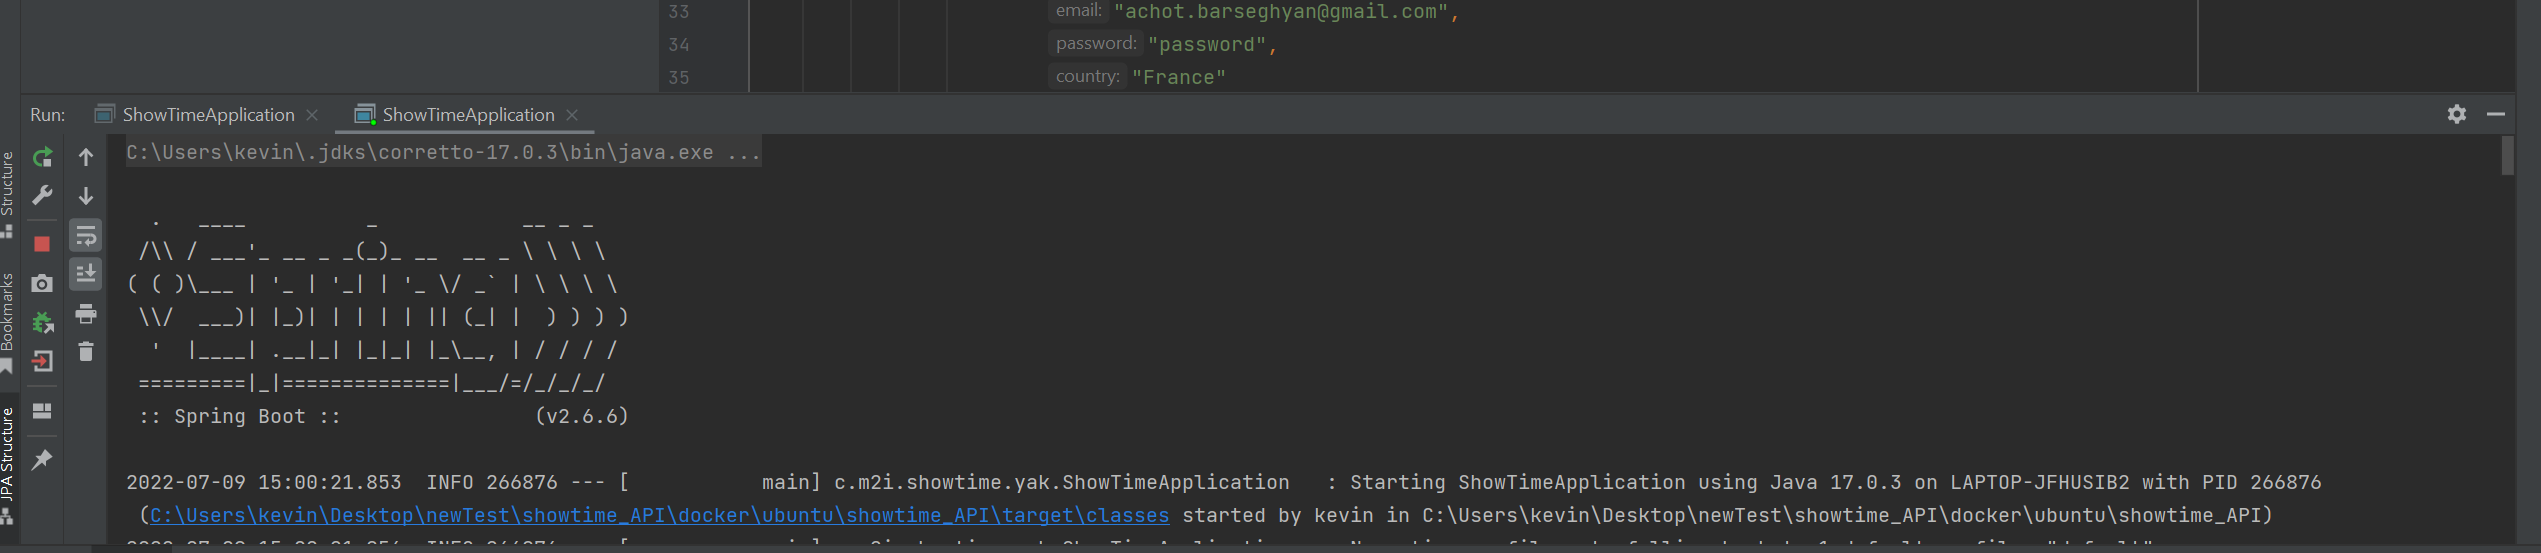 33 email: "achot.barseghyan@gmail.com",
34 password: "password",
35 country: "France"
Run: ShowTimeApplication × ShowTimeApplication ×
Structure
Bookmarks
JPA Structure
C:\Users\kevin\.jdks\corretto-17.0.3\bin\java.exe ...
  .   ____          _            __ _ _
 /\\ / ___'_ __ _ _(_)_ __  __ _ \ \ \ \
( ( )\___ | '_ | '_| | '_ \/ _` | \ \ \ \
 \\/  ___)| |_)| | | | | || (_| |  ) ) ) )
  '  |____| .__|_| |_|_| |_\__, | / / / /
 =========|_|==============|___/=/_/_/_/
 :: Spring Boot ::                (v2.6.6)
2022-07-09 15:00:21.853  INFO 266876 --- [           main] c.m2i.showtime.yak.ShowTimeApplication   : Starting ShowTimeApplication using Java 17.0.3 on LAPTOP-JFHUSIB2 with PID 266876
 (C:\Users\kevin\Desktop\newTest\showtime_API\docker\ubuntu\showtime_API\target\classes started by kevin in C:\Users\kevin\Desktop\newTest\showtime_API\docker\ubuntu\showtime_API)